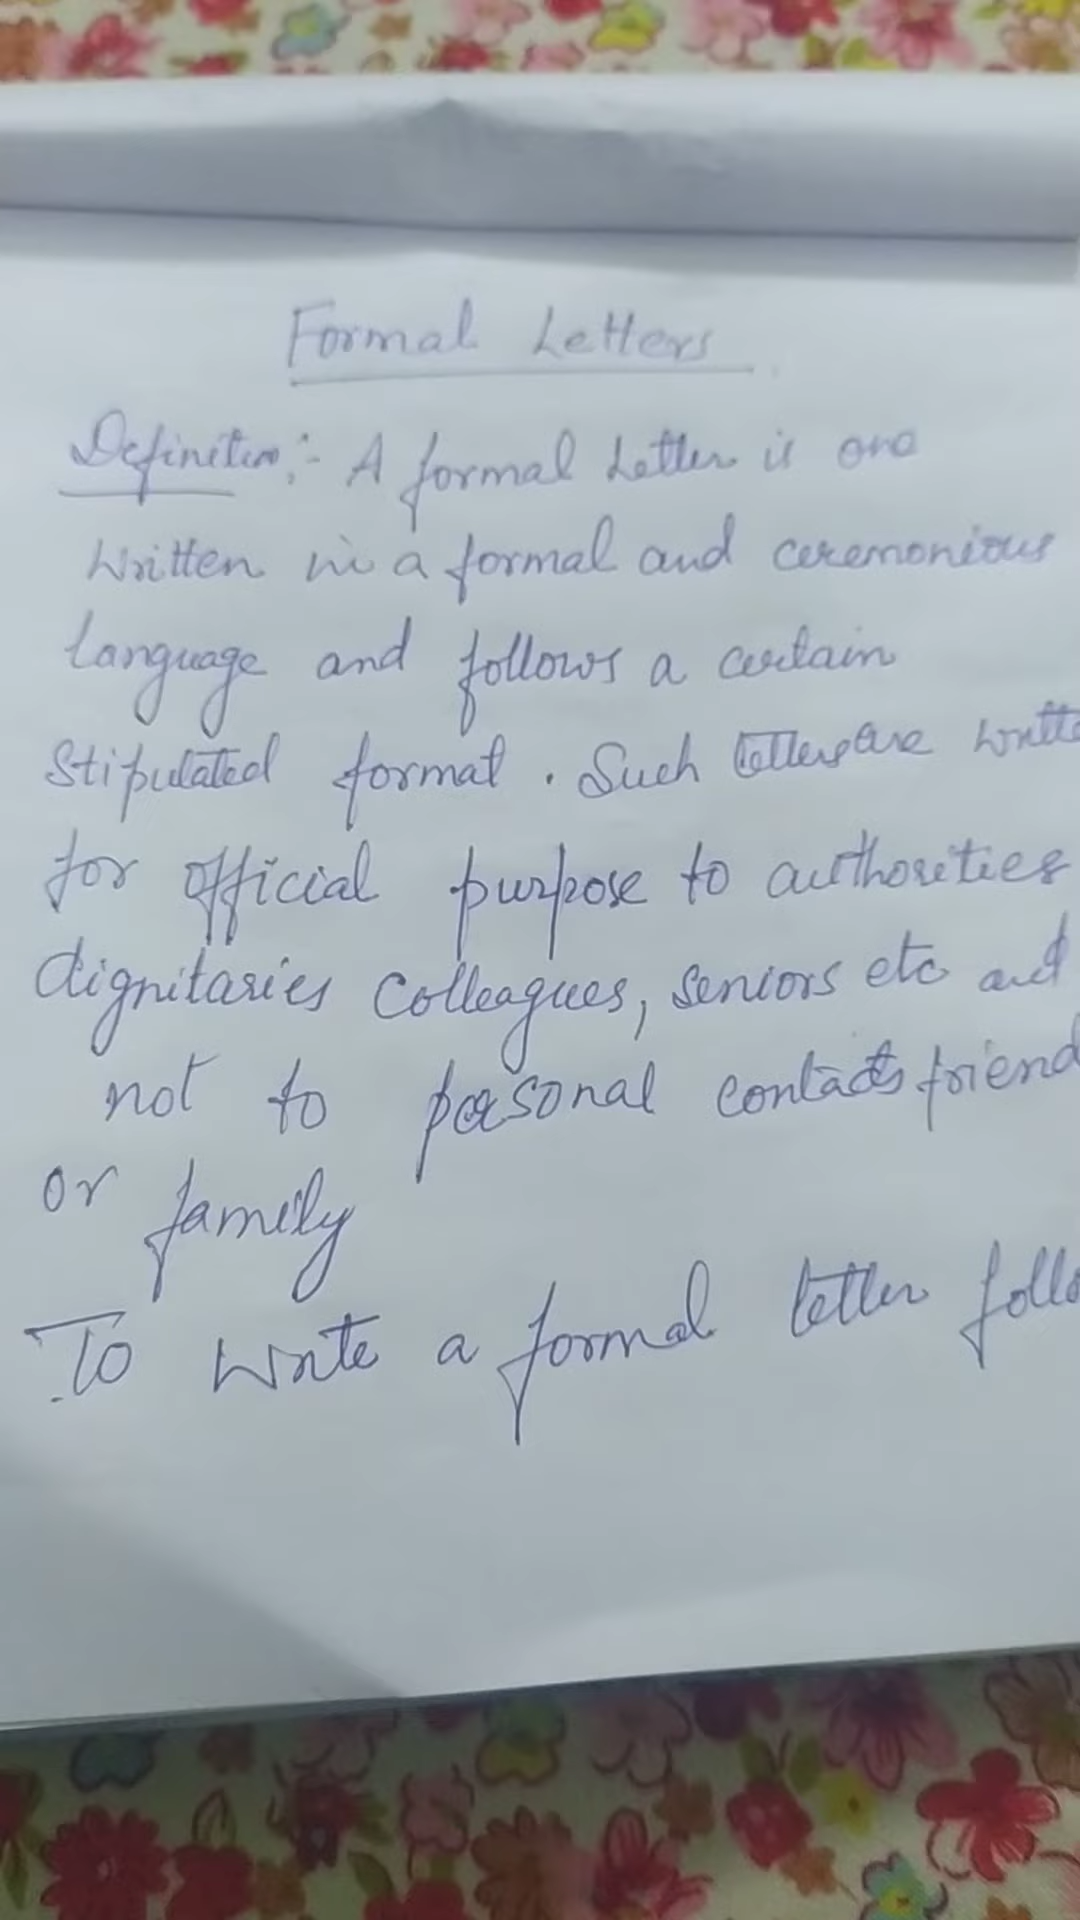 Formal Letters
Definition:- A formal Letter is one
Written in a formal and ceremonious
language and follows a certain
Stipulated format. Such letters are writte
for official purpose to authorities
dignitaries Colleagues, seniors etc and
not to personal contacts friend
or family
To Write a formal letter follo